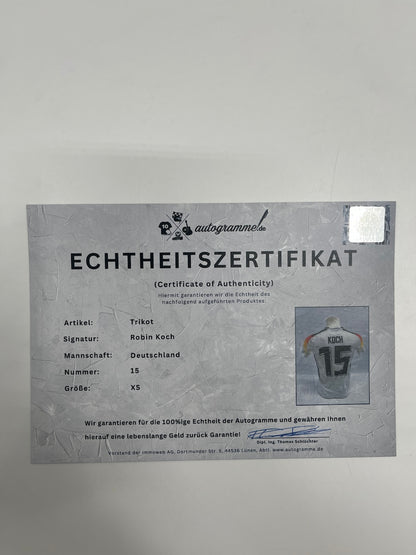 10
autogramme.de
ECHTHEITSZERTIFIKAT
(Certificate of Authenticity)
Hiermit garantieren wir die Echtheit des
nachfolgend aufgeführten Produktes:
Artikel: Trikot
Signatur: Robin Koch
Mannschaft: Deutschland
Nummer: 15
Größe: XS
KOCH
15
Wir garantieren für die 100%ige Echtheit der Autogramme und gewähren Ihnen
hierauf eine lebenslange Geld zurück Garantie!
Dipl. Ing. Thomas Schlüchter
Vorstand der immoweb AG, Dortmunder Str. 5, 44536 Lünen, Abtl. www.autogramme.de